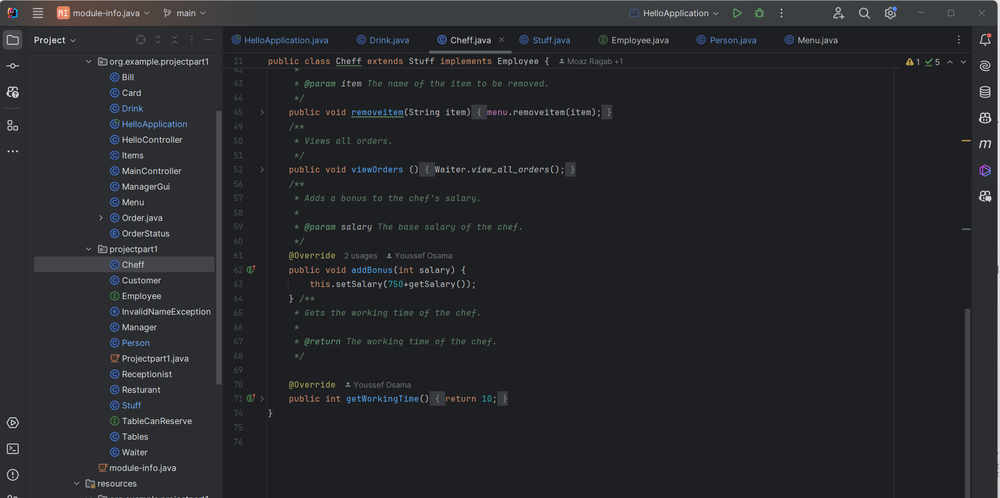 MI module-info.java main HelloApplication
Project
HelloApplication.java Drink.java Cheff.java Stuff.java Employee.java Person.java Menu.java
org.example.projectpart1
Bill
Card
Drink
HelloApplication
HelloController
Items
MainController
ManagerGui
Menu
Order.java
OrderStatus
projectpart1
Cheff
Customer
Employee
InvalidNameException
Manager
Person
Projectpart1.java
Receptionist
Resturant
Stuff
TableCanReserve
Tables
Waiter
module-info.java
resources
org.example.projectpart1
11 public class Cheff extends Stuff implements Employee { Moaz Ragab +1 1 5
42 *
43 * @param item The name of the item to be removed.
44 */
45 public void removeitem(String item) { menu.removeitem(item); }
49 /**
50 * Views all orders.
51 */
52 public void viewOrders () { Waiter.view_all_orders(); }
56 /**
57 * Adds a bonus to the chef's salary.
58 *
59 * @param salary The base salary of the chef.
60 */
61 @Override 2 usages Youssef Osama
62 public void addBonus(int salary) {
63 this.setSalary(750+getSalary());
64 } /**
65 * Gets the working time of the chef.
66 *
67 * @return The working time of the chef.
68 */
69
70 @Override Youssef Osama
71 public int getWorkingTime() { return 10; }
74 }
75
76